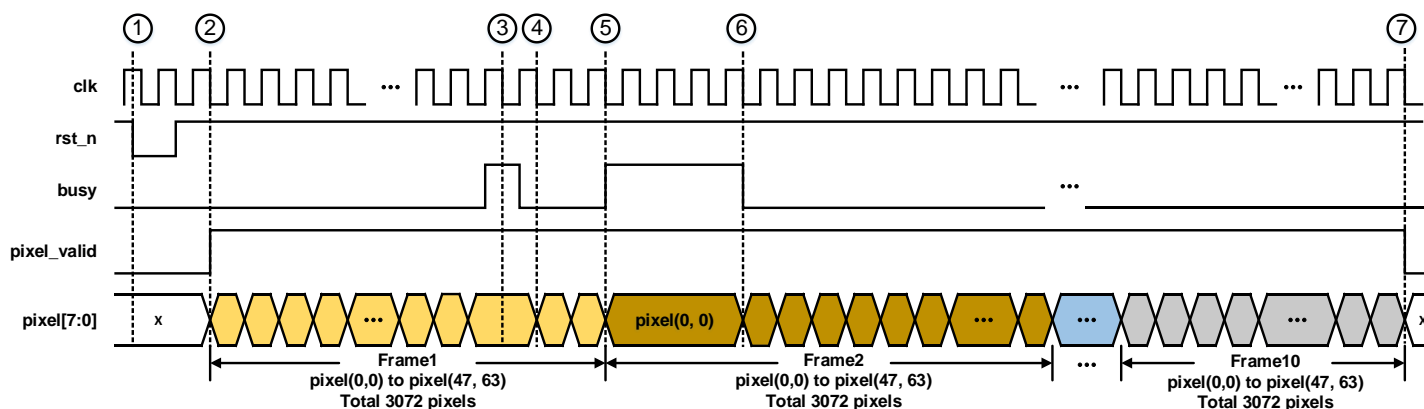 1 2 3 4 5 6 7
clk ... ... ...
rst_n
busy ...
pixel_valid
pixel[7:0] x ... pixel(0, 0) ... ... ... x
Frame1 Frame2 ... Frame10
pixel(0,0) to pixel(47, 63) pixel(0,0) to pixel(47, 63) pixel(0,0) to pixel(47, 63)
Total 3072 pixels Total 3072 pixels Total 3072 pixels